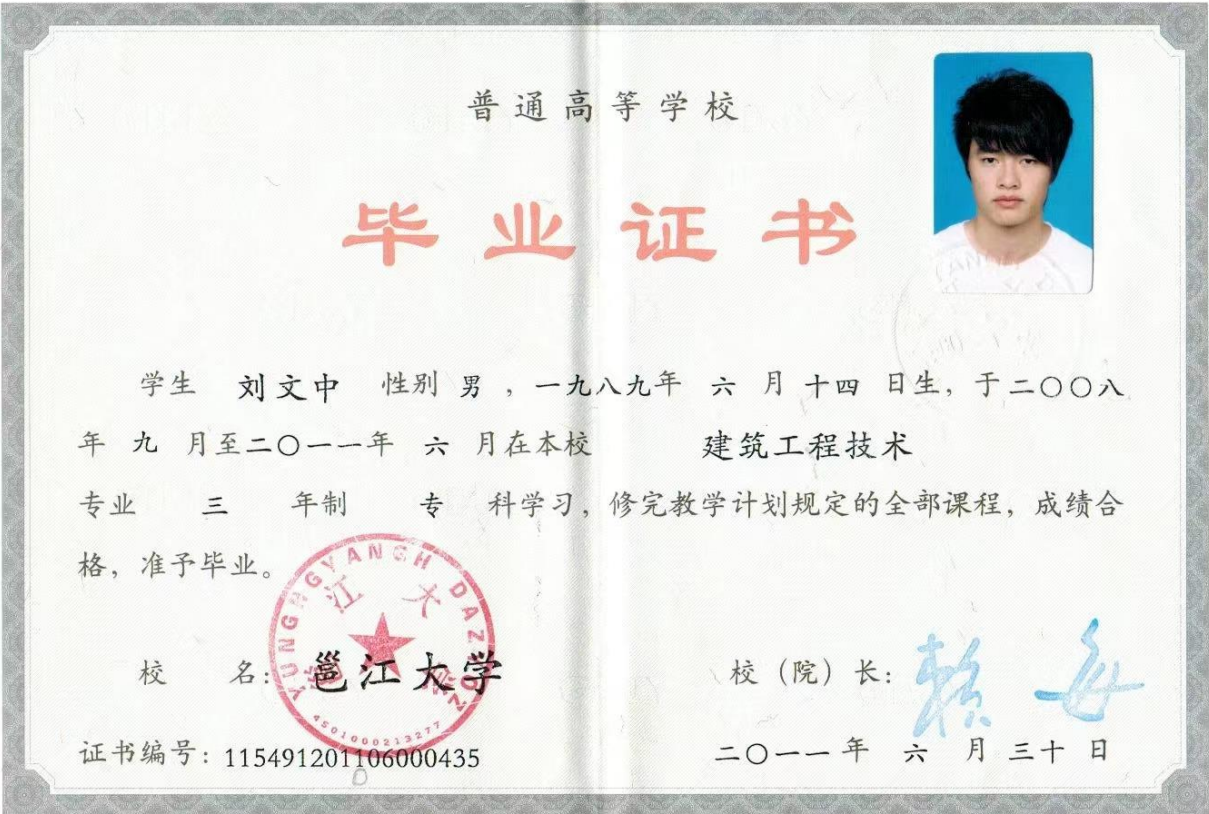 普通高等学校
毕业证书
学生 刘文中 性别 男，一九八九年 六 月 十四 日生，于二〇〇八
年 九 月至二〇一一年 六 月在本校 建筑工程技术
专业 三 年制 专 科学习，修完教学计划规定的全部课程，成绩合
格，准予毕业。
YUNGHGYANGH DAZ
江大
校 名：邕江大学
校（院）长：
4501000213277
证书编号：115491201106000435
二〇一一年 六 月 三十 日